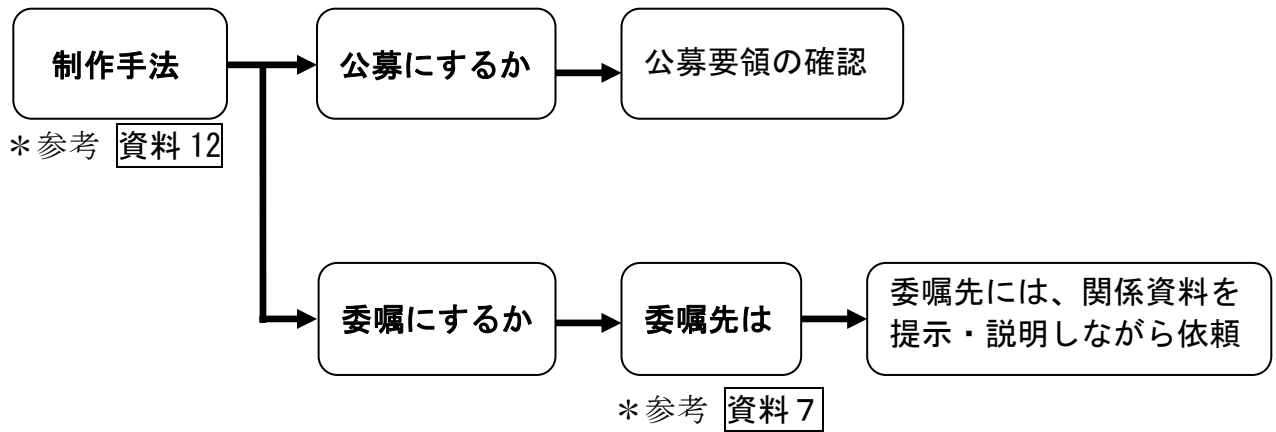 制作手法
公募にするか
公募要領の確認
＊参考 資料12
委嘱にするか
委嘱先は
委嘱先には、関係資料を
提示・説明しながら依頼
＊参考 資料７